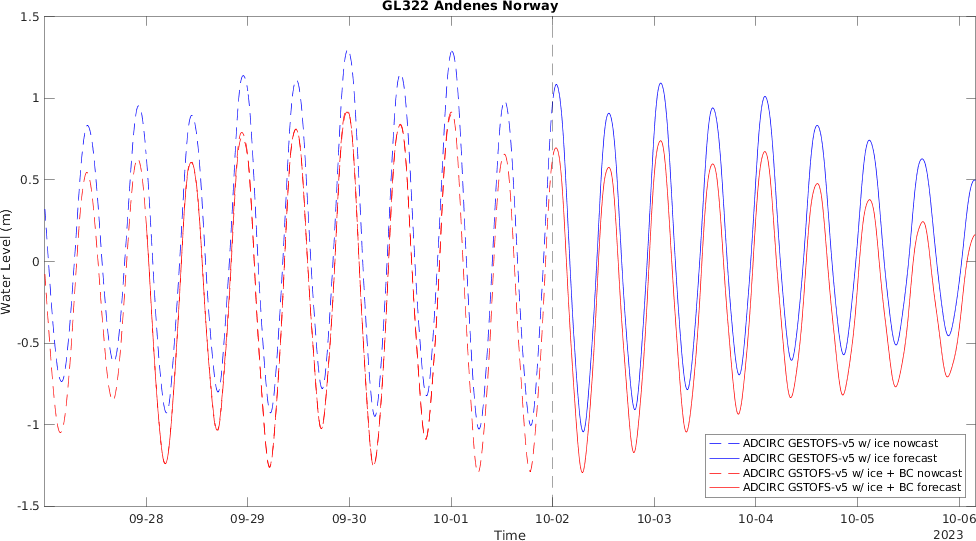 GL322 Andenes Norway
1.5
1
0.5
0
-0.5
-1
-1.5
Water Level (m)
ADCIRC GESTOFS-v5 w/ ice nowcast
ADCIRC GESTOFS-v5 w/ ice forecast
ADCIRC GSTOFS-v5 w/ ice + BC nowcast
ADCIRC GSTOFS-v5 w/ ice + BC forecast
09-28 09-29 09-30 10-01 10-02 10-03 10-04 10-05 10-06
Time
2023